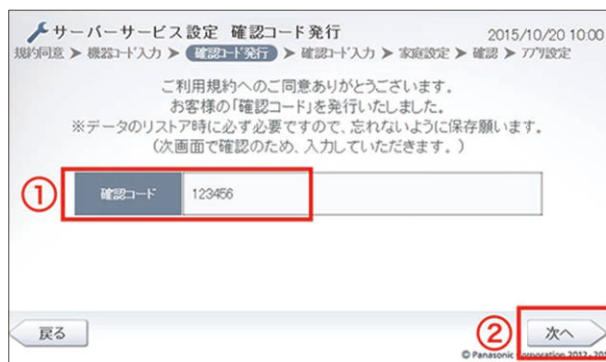 サーバーサービス設定 確認コード発行
2015/10/20 10:00
規約同意 ➤ 機器コード入力 ➤ 確認コード発行 ➤ 確認コード入力 ➤ 家庭設定 ➤ 確認 ➤ アプリ設定
ご利用規約へのご同意ありがとうございます。
お客様の「確認コード」を発行いたしました。
※データのリストア時に必ず必要ですので、忘れないように保存願います。
(次画面で確認のため、入力していただきます。)
① 確認コード 123456
戻る
② 次へ
© Panasonic Corporation 2012-201